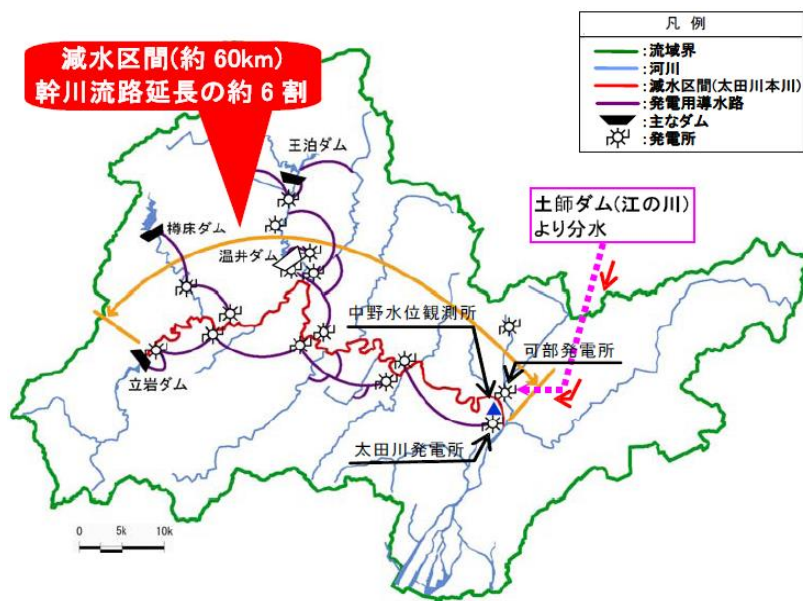 減水区間(約 60km)
幹川流路延長の約 6 割
凡 例
:流域界
:河川
:減水区間(太田川本川)
:発電用導水路
:主なダム
:発電所
王泊ダム
土師ダム(江の川)
より分水
樽床ダム
温井ダム
中野水位観測所
可部発電所
立岩ダム
太田川発電所
0 5k 10k